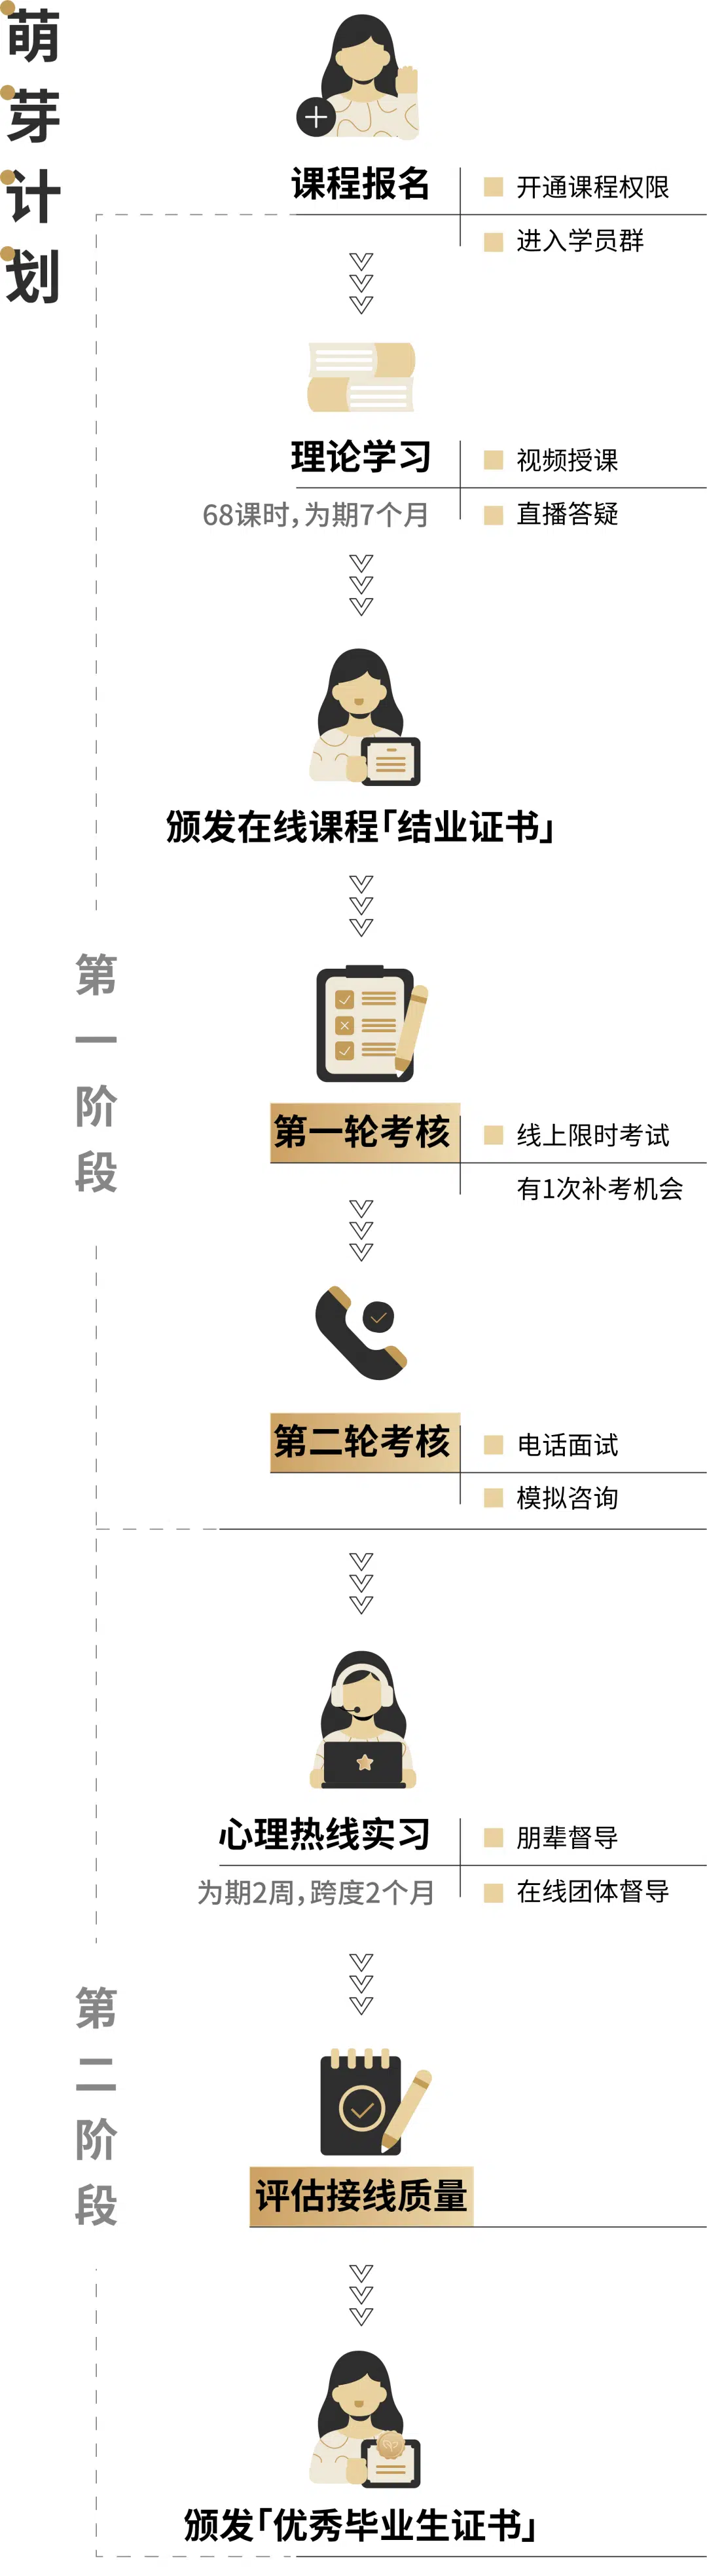 萌芽计划
课程报名
开通课程权限
进入学员群
理论学习
68课时，为期7个月
视频授课
直播答疑
颁发在线课程「结业证书」
第一阶段
第一轮考核
线上限时考试
有1次补考机会
第二轮考核
电话面试
模拟咨询
心理热线实习
为期2周，跨度2个月
朋辈督导
在线团体督导
第二阶段
评估接线质量
颁发「优秀毕业生证书」